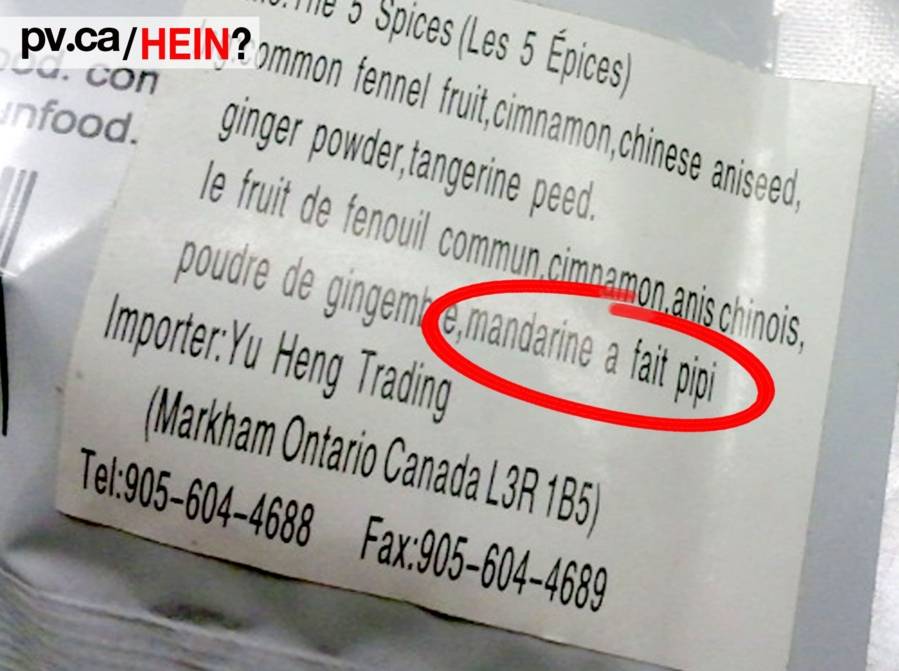 pv.ca/HEIN?
The 5 Spices (Les 5 Épices)
common fennel fruit,cimnamon,chinese aniseed,
ginger powder,tangerine peed.
le fruit de fenouil commun,cimnamon,anis chinois,
poudre de gingembre,mandarine a fait pipi
Importer:Yu Heng Trading
(Markham Ontario Canada L3R 1B5)
Tel:905-604-4688 Fax:905-604-4689
nfood.